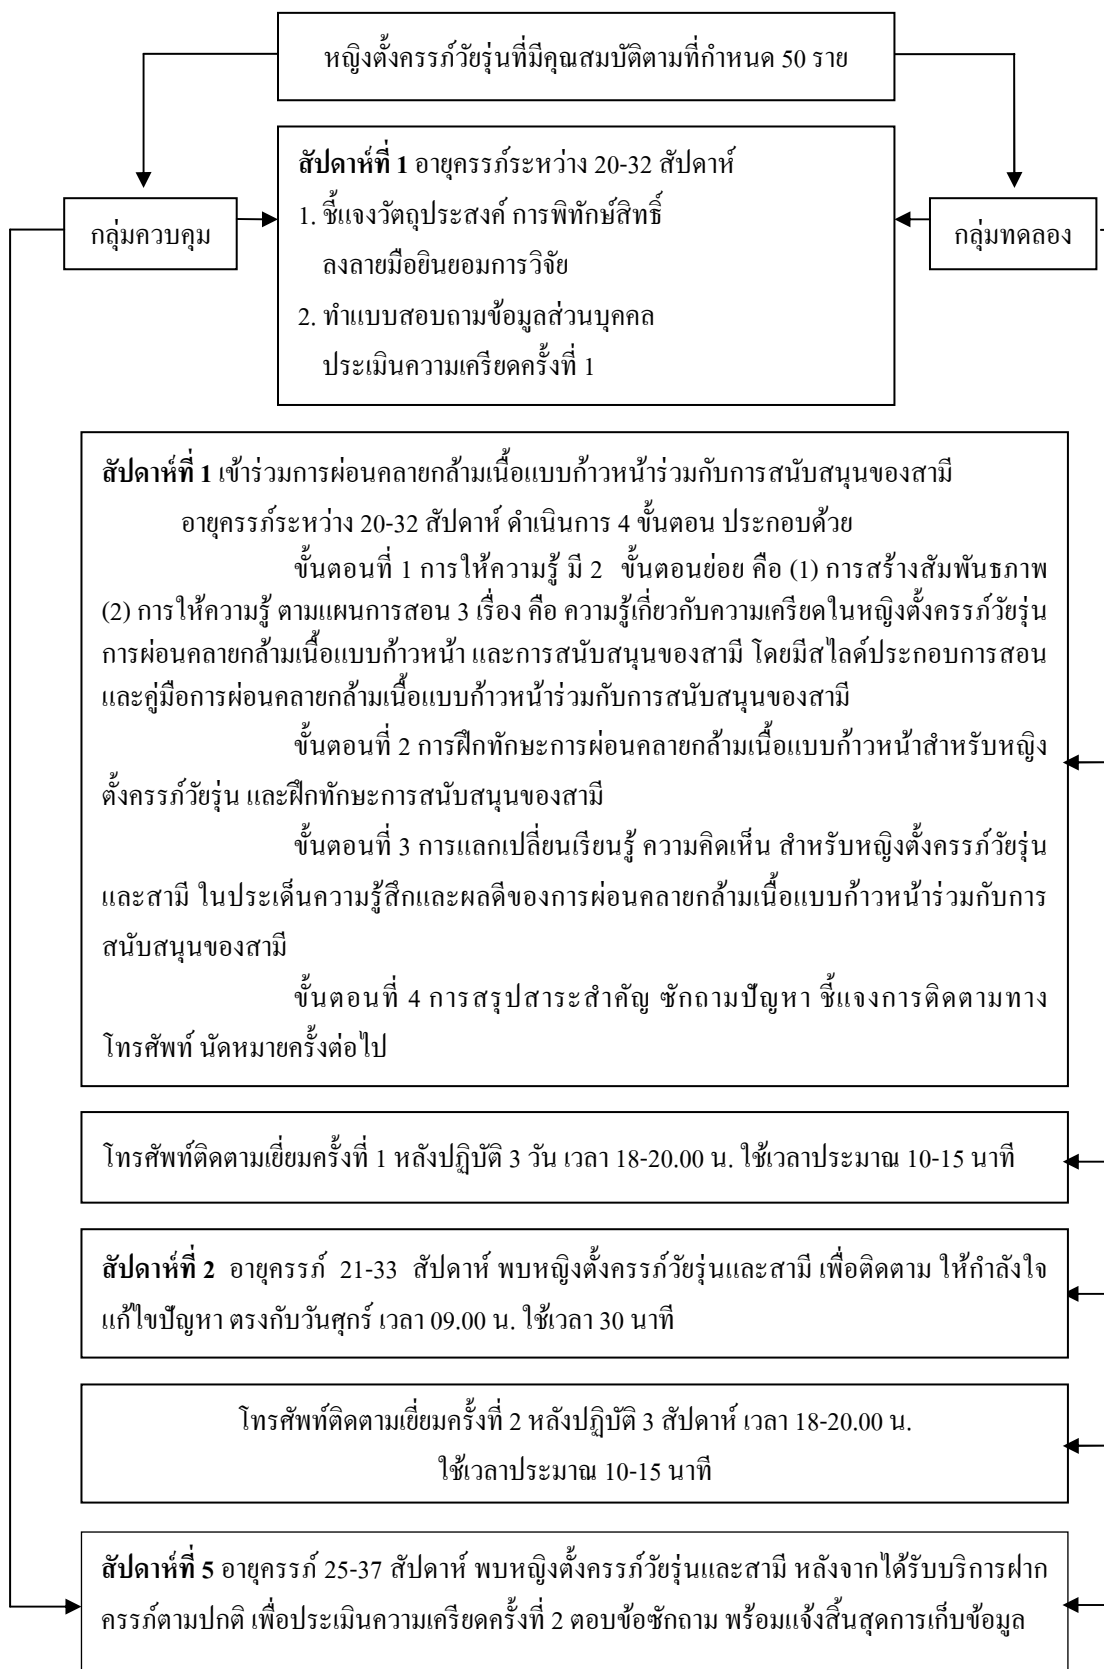 หญิงตั้งครรภ์วัยรุ่นที่มีคุณสมบัติตามที่กำหนด 50 ราย
สัปดาห์ที่ 1 อายุครรภ์ระหว่าง 20-32 สัปดาห์
1. ชี้แจงวัตถุประสงค์ การพิทักษ์สิทธิ์
ลงลายมือยินยอมการวิจัย
2. ทำแบบสอบถามข้อมูลส่วนบุคคล
ประเมินความเครียดครั้งที่ 1
กลุ่มควบคุม
กลุ่มทดลอง
สัปดาห์ที่ 1 เข้าร่วมการผ่อนคลายกล้ามเนื้อแบบก้าวหน้าร่วมกับการสนับสนุนของสามี
อายุครรภ์ระหว่าง 20-32 สัปดาห์ ดำเนินการ 4 ขั้นตอน ประกอบด้วย
ขั้นตอนที่ 1 การให้ความรู้ มี 2 ขั้นตอนย่อย คือ (1) การสร้างสัมพันธภาพ
(2) การให้ความรู้ ตามแผนการสอน 3 เรื่อง คือ ความรู้เกี่ยวกับความเครียดในหญิงตั้งครรภ์วัยรุ่น
การผ่อนคลายกล้ามเนื้อแบบก้าวหน้า และการสนับสนุนของสามี โดยมีสไลด์ประกอบการสอน
และคู่มือการผ่อนคลายกล้ามเนื้อแบบก้าวหน้าร่วมกับการสนับสนุนของสามี
ขั้นตอนที่ 2 การฝึกทักษะการผ่อนคลายกล้ามเนื้อแบบก้าวหน้าสำหรับหญิง
ตั้งครรภ์วัยรุ่น และฝึกทักษะการสนับสนุนของสามี
ขั้นตอนที่ 3 การแลกเปลี่ยนเรียนรู้ ความคิดเห็น สำหรับหญิงตั้งครรภ์วัยรุ่น
และสามี ในประเด็นความรู้สึกและผลดีของการผ่อนคลายกล้ามเนื้อแบบก้าวหน้าร่วมกับการ
สนับสนุนของสามี
ขั้นตอนที่ 4 การสรุปสาระสำคัญ ซักถามปัญหา ชี้แจงการติดตามทาง
โทรศัพท์ นัดหมายครั้งต่อไป
โทรศัพท์ติดตามเยี่ยมครั้งที่ 1 หลังปฏิบัติ 3 วัน เวลา 18-20.00 น. ใช้เวลาประมาณ 10-15 นาที
สัปดาห์ที่ 2 อายุครรภ์ 21-33 สัปดาห์ พบหญิงตั้งครรภ์วัยรุ่นและสามี เพื่อติดตาม ให้กำลังใจ
แก้ไขปัญหา ตรงกับวันศุกร์ เวลา 09.00 น. ใช้เวลา 30 นาที
โทรศัพท์ติดตามเยี่ยมครั้งที่ 2 หลังปฏิบัติ 3 สัปดาห์ เวลา 18-20.00 น.
ใช้เวลาประมาณ 10-15 นาที
สัปดาห์ที่ 5 อายุครรภ์ 25-37 สัปดาห์ พบหญิงตั้งครรภ์วัยรุ่นและสามี หลังจากได้รับบริการฝาก
ครรภ์ตามปกติ เพื่อประเมินความเครียดครั้งที่ 2 ตอบข้อซักถาม พร้อมแจ้งสิ้นสุดการเก็บข้อมูล